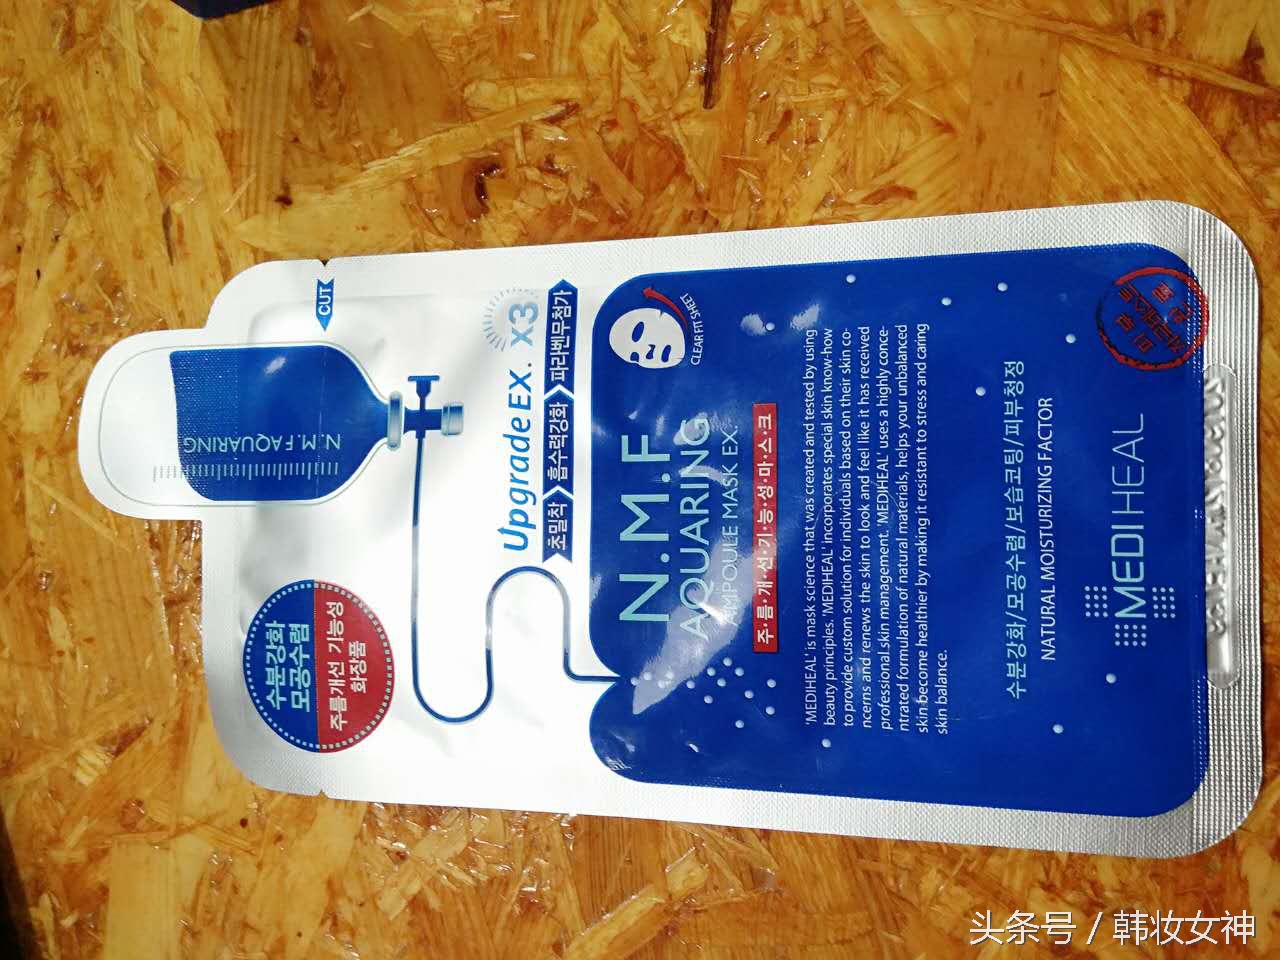 CUT
N.M.F AQUARING
수분강화
모공수렴
주름개선 기능성
화장품
Upgrade EX. X3
초밀착 흡수력강화 파라벤무첨가
CLEAR FIT SHEET
N.M.F
AQUARING
AMPOULE MASK EX.
주·름·개·선·기·능·성·마·스·크
'MEDIHEAL' is mask science that was created and tested by using
beauty principles. 'MEDIHEAL' incorporates special skin know-how
to provide custom solution for individuals based on their skin co-
ncerns and renews the skin to look and feel like it has received
professional skin management. 'MEDIHEAL' uses a highly conce-
ntrated formulation of natural materials, helps your unbalanced
skin become healthier by making it resistant to stress and caring
skin balance.
수분강화/모공수렴/보습코팅/피부청정
NATURAL MOISTURIZING FACTOR
MEDIHEAL
头条号 / 韩妆女神